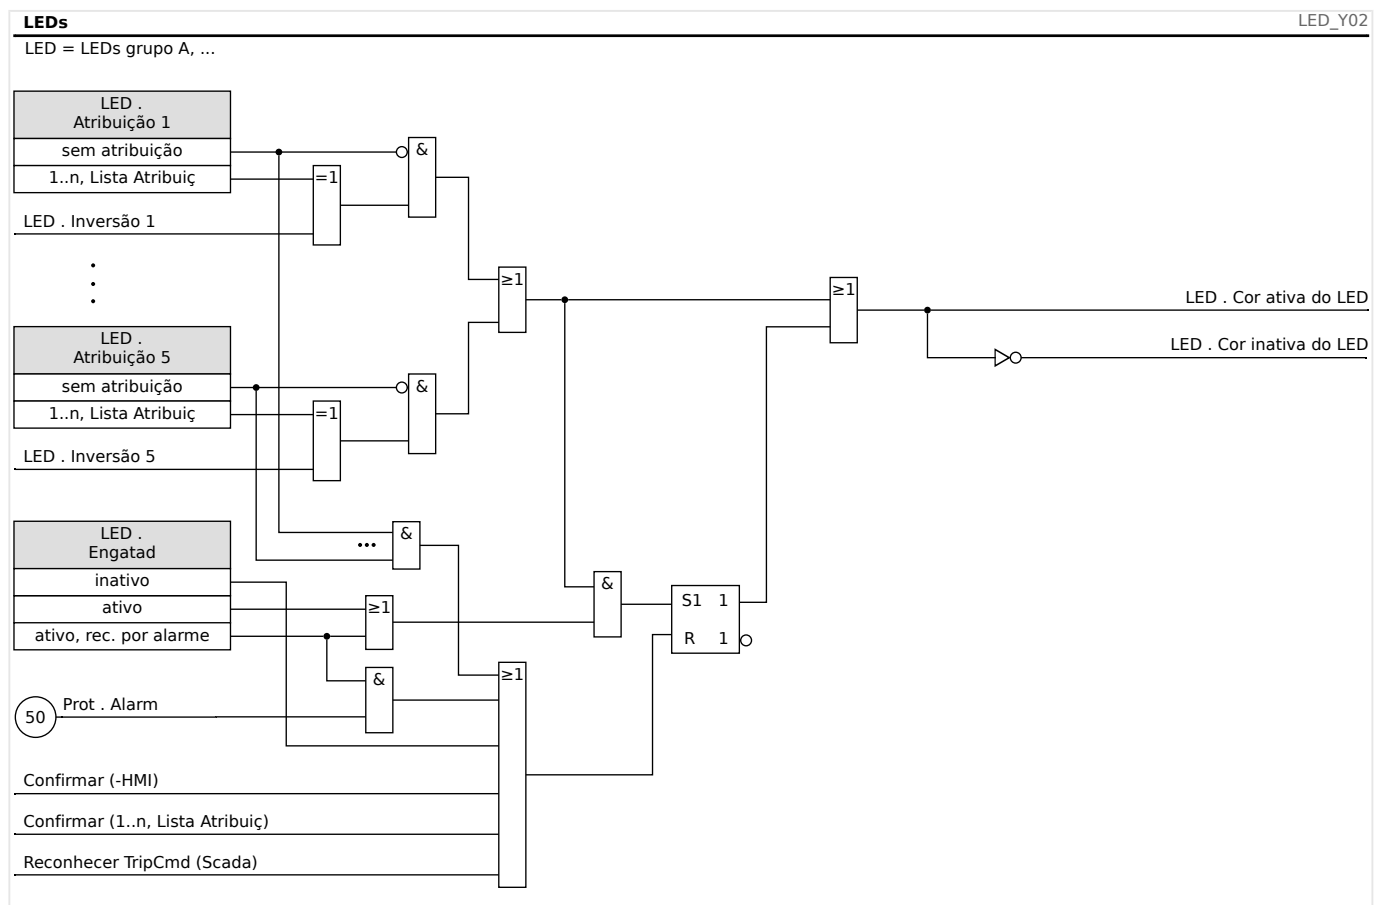 LEDs
LED_Y02
LED = LEDs grupo A, ...
LED .
Atribuição 1
sem atribuição
1..n, Lista Atribuiç
=1
&
LED . Inversão 1
≥1
≥1
LED . Cor ativa do LED
LED . Cor inativa do LED
LED .
Atribuição 5
sem atribuição
1..n, Lista Atribuiç
=1
&
LED . Inversão 5
LED .
Engatad
inativo
ativo
ativo, rec. por alarme
&
...
≥1
&
S1 1
R 1
&
≥1
50
Prot . Alarm
Confirmar (-HMI)
Confirmar (1..n, Lista Atribuiç)
Reconhecer TripCmd (Scada)